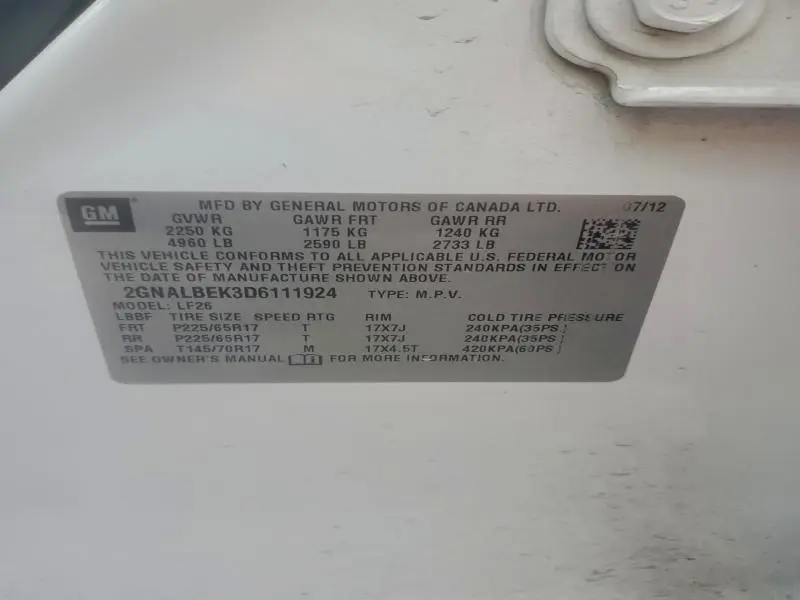 GM
MFD BY GENERAL MOTORS OF CANADA LTD. 07/12
GVWR GAWR FRT GAWR RR
2250 KG 1175 KG 1240 KG
4960 LB 2590 LB 2733 LB
THIS VEHICLE CONFORMS TO ALL APPLICABLE U.S. FEDERAL MOTOR
VEHICLE SAFETY AND THEFT PREVENTION STANDARDS IN EFFECT ON
THE DATE OF MANUFACTURE SHOWN ABOVE.
2GNALBEK3D6111924 TYPE: M.P.V.
MODEL: LF26
LBBF TIRE SIZE SPEED RTG RIM COLD TIRE PRESSURE
FRT P225/65R17 T 17X7J 240KPA(35PSI)
RR P225/65R17 T 17X7J 240KPA(35PSI)
SPA T145/70R17 M 17X4.5T 420KPA(60PSI)
SEE OWNER'S MANUAL FOR MORE INFORMATION.